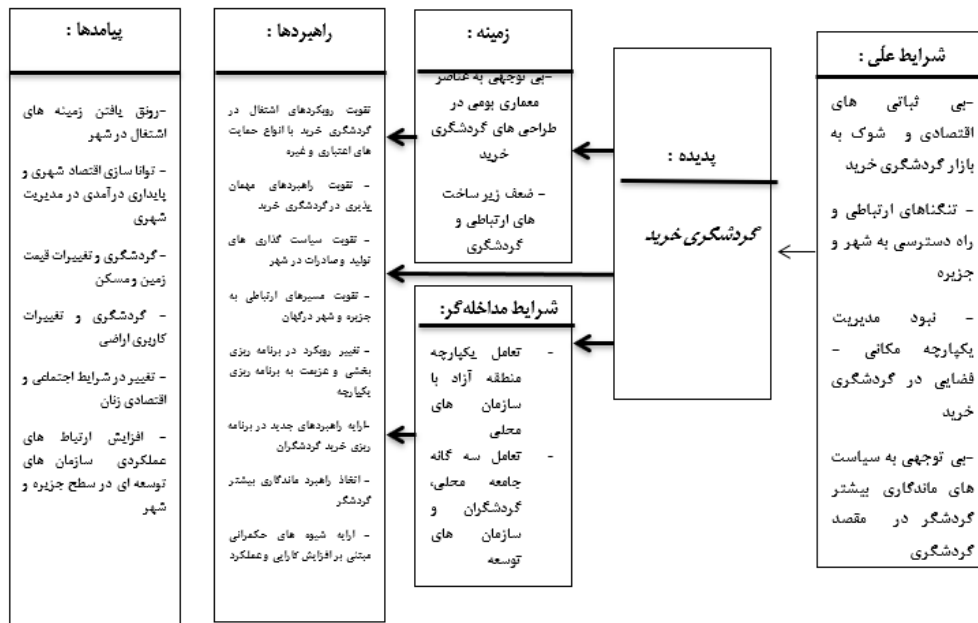 شرایط علّی :
-بی ثباتی های
اقتصادی و شوک به
بازار گردشگری خرید
- تنگناهای ارتباطی و
راه دسترسی به شهر و
جزیره
- نبود مدیریت
یکپارچه مکانی -
فضایی در گردشگری
خرید
-بی توجهی به سیاست
های ماندگاری بیشتر
گردشگر در مقصد
گردشگری
پدیده :
گردشگری خرید
زمینه :
-بی توجهی به عناصر
معماری بومی در
طراحی های گردشگری
خرید
- ضعف زیر ساخت
های ارتباطی و
گردشگری
شرایط مداخله‌گر:
- تعامل یکپارچه
منطقه آزاد با
سازمان های
محلی
- تعامل سه گانه
جامعه محلی،
گردشگران و
سازمان های
توسعه
راهبردها :
تقویت رویکردهای اشتغال در
گردشگری خرید با انواع حمایت
های اعتباری و غیره
- تقویت راهبردهای مهمان
پذیری در گردشگری خرید
- تقویت سیاست گذاری های
تولید و صادرات در شهر
- تقویت مسیرهای ارتباطی به
جزیره و شهر درگهان
- تغییر رویکرد در برنامه ریزی
بخشی و عزیمت به برنامه ریزی
یکپارچه
-ارایه راهبردهای جدید در برنامه
ریزی خرید گردشگران
- اتخاذ راهبرد ماندگاری بیشتر
گردشگر
- ارایه شیوه های حکمرانی
مبتنی بر افزایش کارایی و عملکرد
پیامدها :
-رونق یافتن زمینه های
اشتغال در شهر
- توانا سازی اقتصاد شهری و
پایداری درآمدی در مدیریت
شهری
- گردشگری و تغییرات قیمت
زمین و مسکن
- گردشگری و تغییرات
کاربری اراضی
- تغییر در شرایط اجتماعی و
اقتصادی زنان
- افزایش ارتباط های
عملکردی سازمان های
توسعه ای در سطح جزیره و
شهر